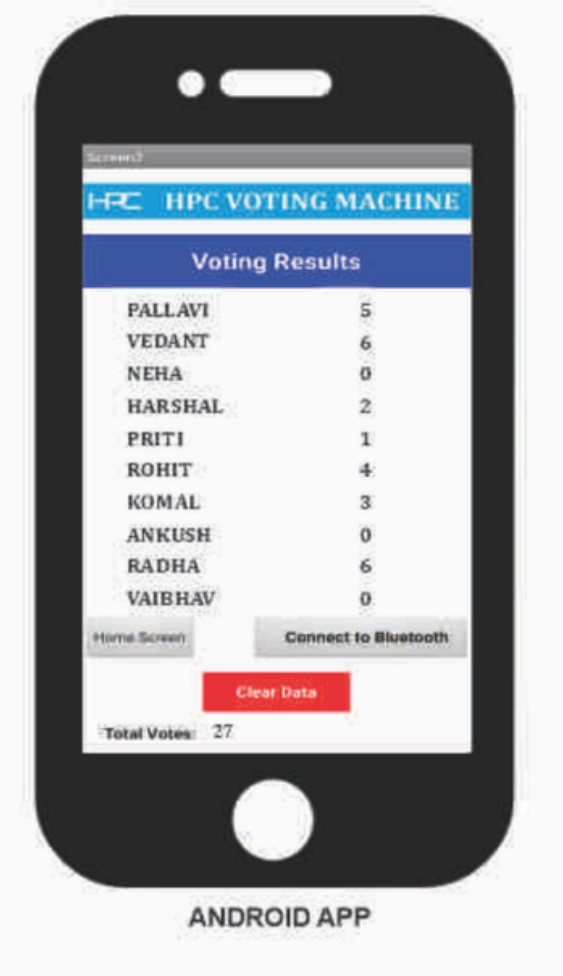 Screen3
HPC HPC VOTING MACHINE
Voting Results
PALLAVI 5
VEDANT 6
NEHA 0
HARSHAL 2
PRITI 1
ROHIT 4
KOMAL 3
ANKUSH 0
RADHA 6
VAIBHAV 0
Home Screen Connect to Bluetooth
Clear Data
Total Votes: 27
ANDROID APP